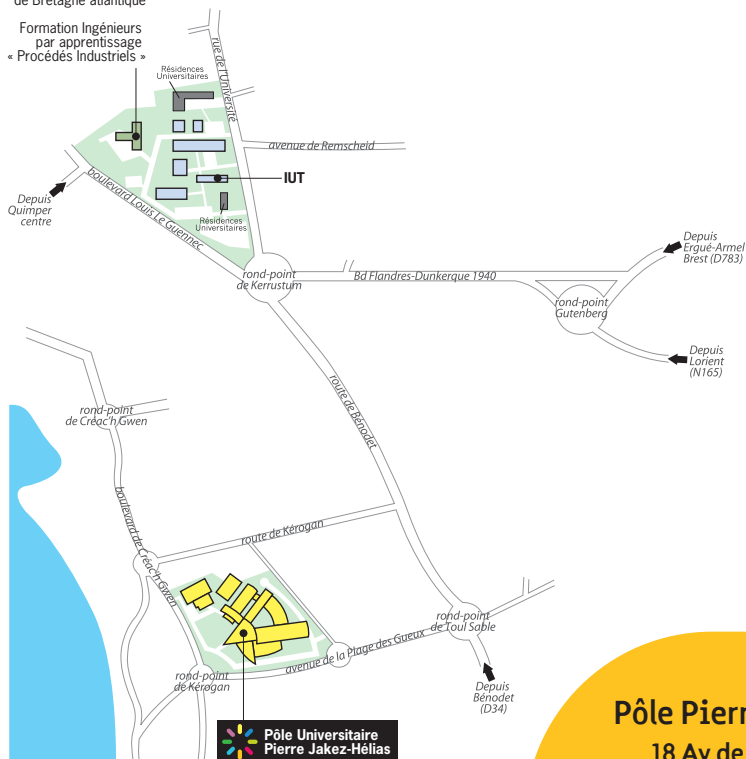 de Bretagne atlantique
Formation Ingénieurs
par apprentissage
« Procédés Industriels »
Résidences
Universitaires
rue de l'Université
avenue de Remscheid
IUT
boulevard Louis Le Guennec
Depuis
Quimper
centre
Résidences
Universitaires
Depuis
Ergué-Armel
Brest (D783)
rond-point
de Kerrustum
Bd Flandres-Dunkerque 1940
rond-point
Gutenberg
Depuis
Lorient
(N165)
route de Bénodet
rond-point
de Créac'h Gwen
boulevard de Créac'h Gwen
route de Kérogan
rond-point
de Toul Sable
avenue de la Plage des Gueux
rond-point
de Kérogan
Depuis
Bénodet
(D34)
Pôle Universitaire
Pierre Jakez-Hélias
Pôle Pierr
18 Av de